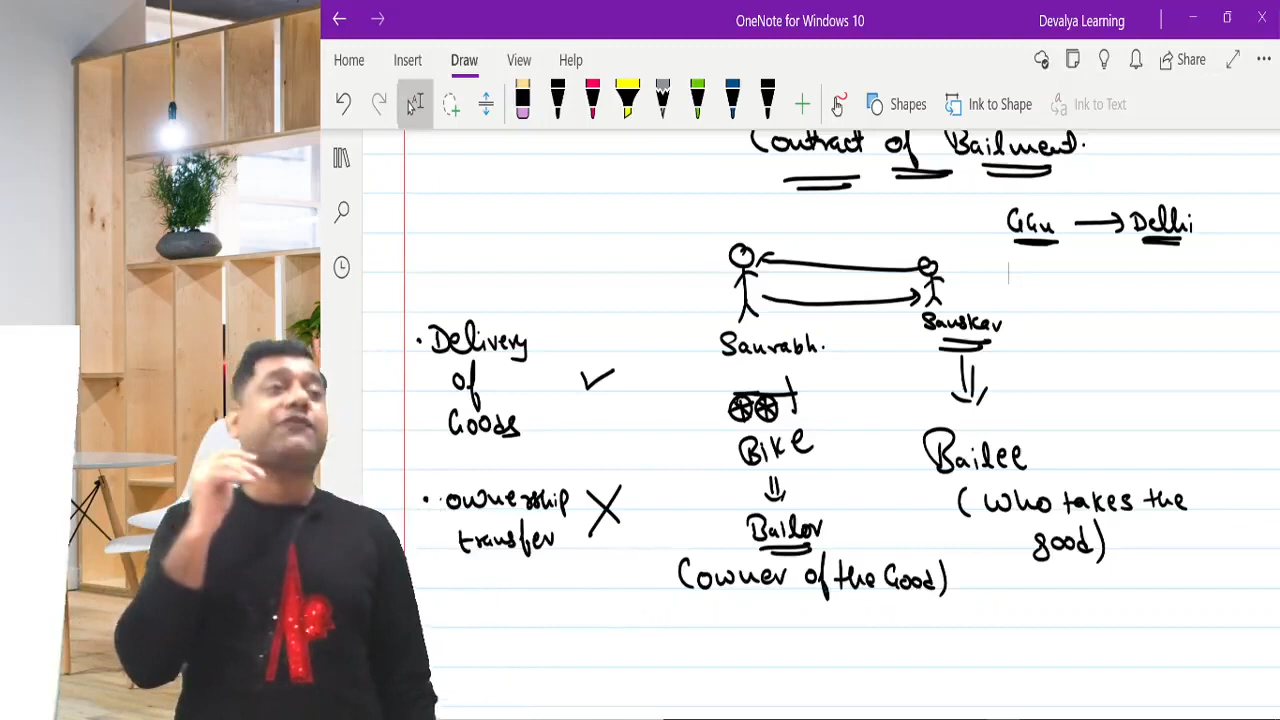 OneNote for Windows 10
Devalya Learning
Home Insert Draw View Help
Share
Shapes
Ink to Shape
Ink to Text
Contract of Bailment.
GGN → Delhi
Saurabh.
Sanskar
• Delivery
of
Goods
Bike
Bailee
(who takes the
good)
• ownership
transfer
Bailor
(owner of the Good)